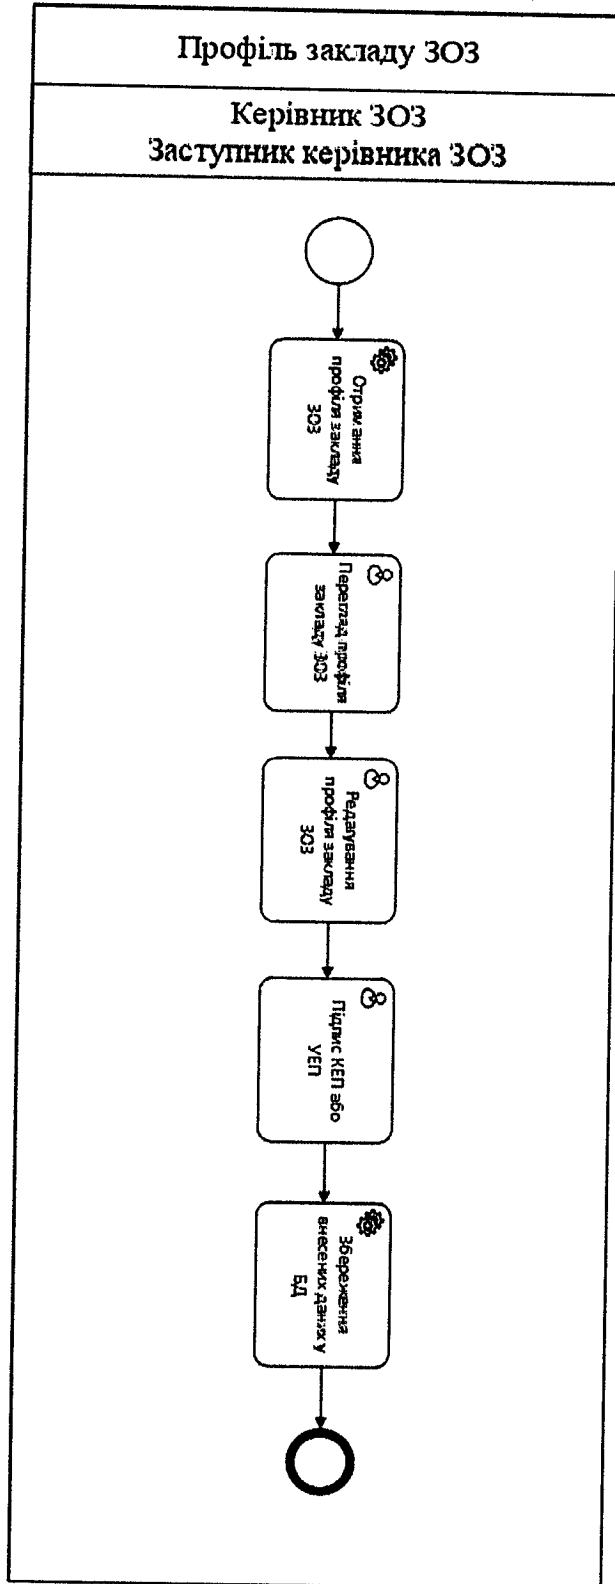 Профіль закладу ЗОЗ
Керівник ЗОЗ
Заступник керівника ЗОЗ
Отримання
профіля закладу
ЗОЗ
Перегляд профіля
закладу ЗОЗ
Редагування
профіля закладу
ЗОЗ
Підпис КЕП або
УЕП
Збереження
внесених даних у
БД